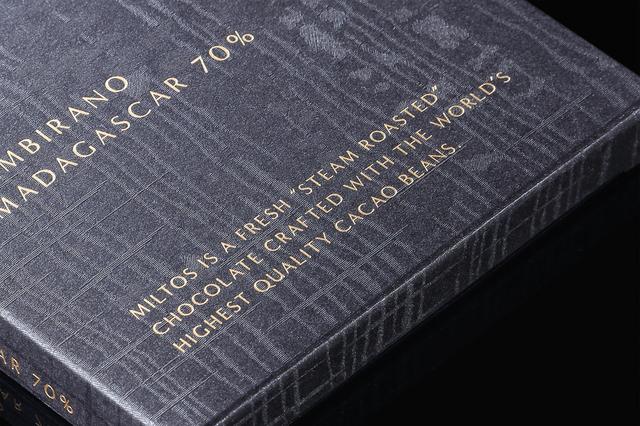 MBIRANO
MADAGASCAR 70%
MILTOS IS A FRESH "STEAM ROASTED"
CHOCOLATE CRAFTED WITH THE WORLD'S
HIGHEST QUALITY CACAO BEANS.
AR 70%